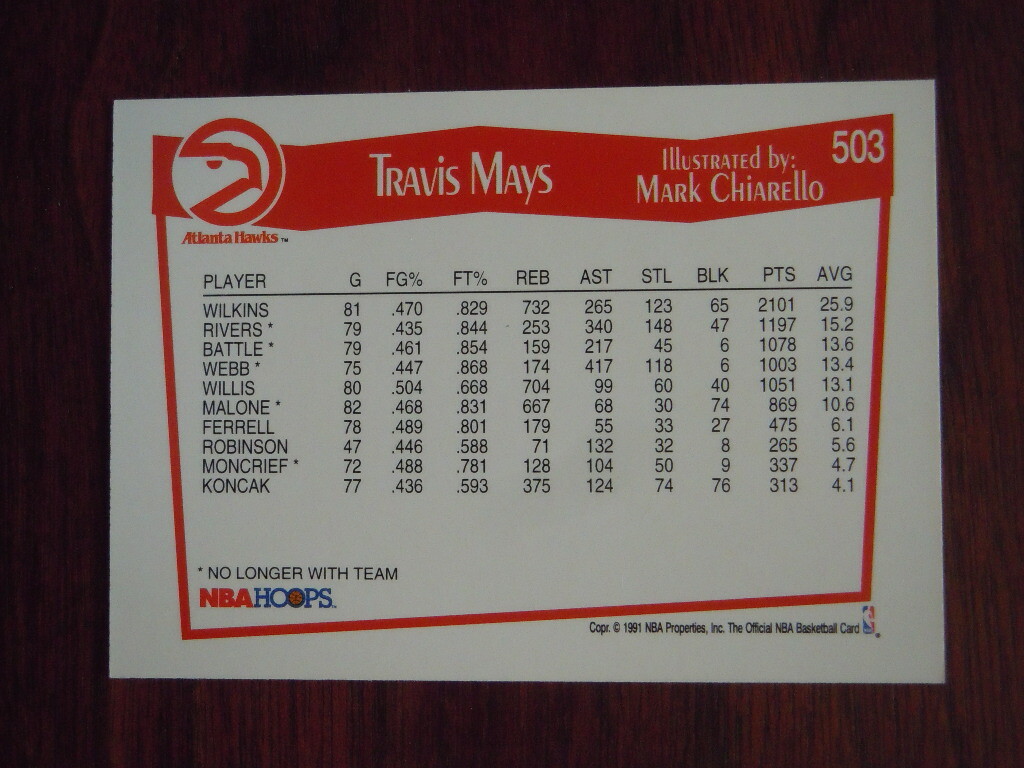 503
Travis Mays
Illustrated by:
Mark Chiarello
Atlanta Hawks ™
PLAYER G FG% FT% REB AST STL BLK PTS AVG
WILKINS 81 .470 .829 732 265 123 65 2101 25.9
RIVERS * 79 .435 .844 253 340 148 47 1197 15.2
BATTLE * 79 .461 .854 159 217 45 6 1078 13.6
WEBB * 75 .447 .868 174 417 118 6 1003 13.4
WILLIS 80 .504 .668 704 99 60 40 1051 13.1
MALONE * 82 .468 .831 667 68 30 74 869 10.6
FERRELL 78 .489 .801 179 55 33 27 475 6.1
ROBINSON 47 .446 .588 71 132 32 8 265 5.6
MONCRIEF * 72 .488 .781 128 104 50 9 337 4.7
KONCAK 77 .436 .593 375 124 74 76 313 4.1
* NO LONGER WITH TEAM
NBA HOOPS™
Copr. © 1991 NBA Properties, Inc. The Official NBA Basketball Card